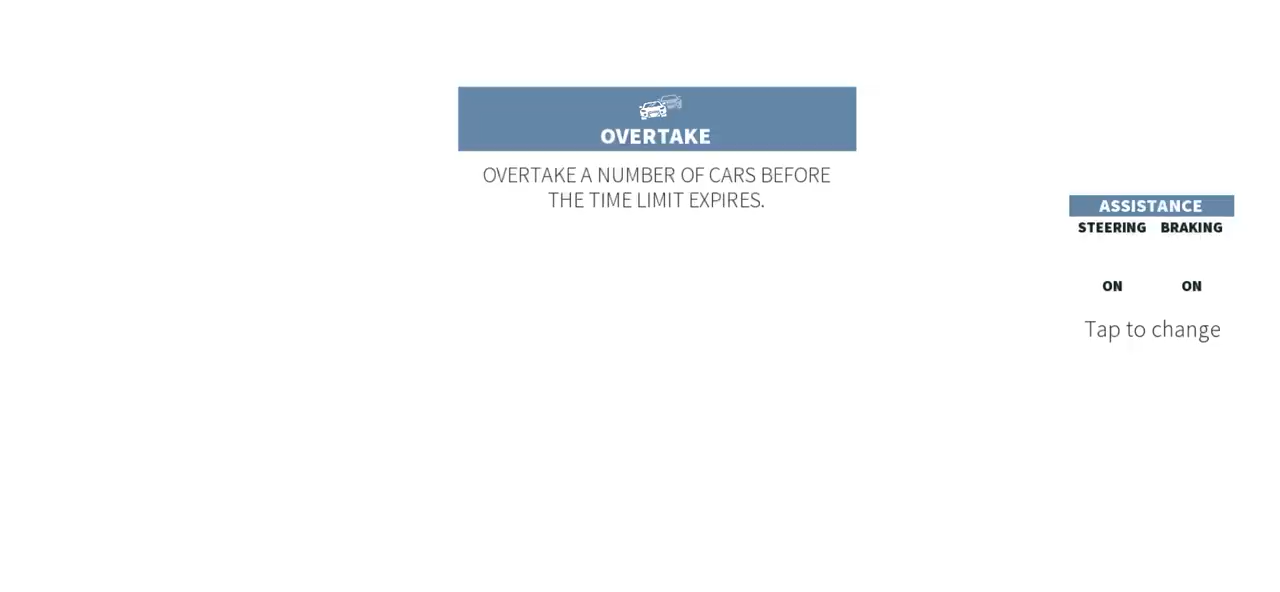 OVERTAKE
OVERTAKE A NUMBER OF CARS BEFORE
THE TIME LIMIT EXPIRES.
ASSISTANCE
STEERING BRAKING
ON ON
Tap to change